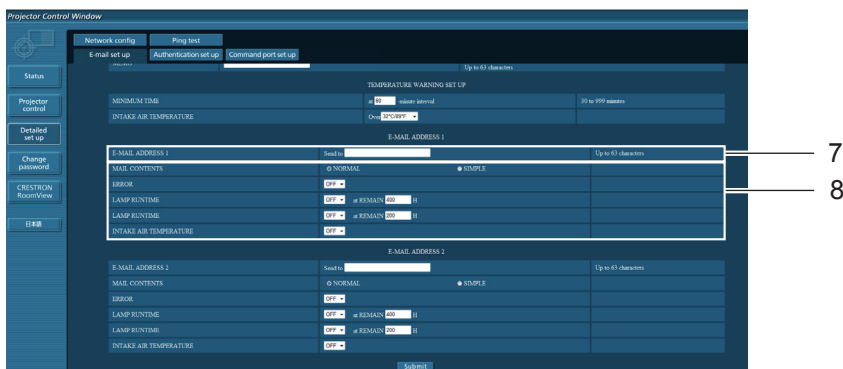 Projector Control Window
Network config Ping test
E-mail set up Authentication set up Command port set up
MEMO Up to 63 characters
Status
TEMPERATURE WARNING SET UP
MINIMUM TIME at 60 -minute interval 30 to 999 minutes
Projector control
INTAKE AIR TEMPERATURE Over 32°C/89°F
Detailed set up
E-MAIL ADDRESS 1
E-MAIL ADDRESS 1 Send to Up to 63 characters 7
Change password
MAIL CONTENTS NORMAL SIMPLE
ERROR OFF 8
CRESTRON RoomView
LAMP RUNTIME OFF at REMAIN 400 H
LAMP RUNTIME OFF at REMAIN 200 H
日本語
INTAKE AIR TEMPERATURE OFF
E-MAIL ADDRESS 2
E-MAIL ADDRESS 2 Send to Up to 63 characters
MAIL CONTENTS NORMAL SIMPLE
ERROR OFF
LAMP RUNTIME OFF at REMAIN 400 H
LAMP RUNTIME OFF at REMAIN 200 H
INTAKE AIR TEMPERATURE OFF
Submit